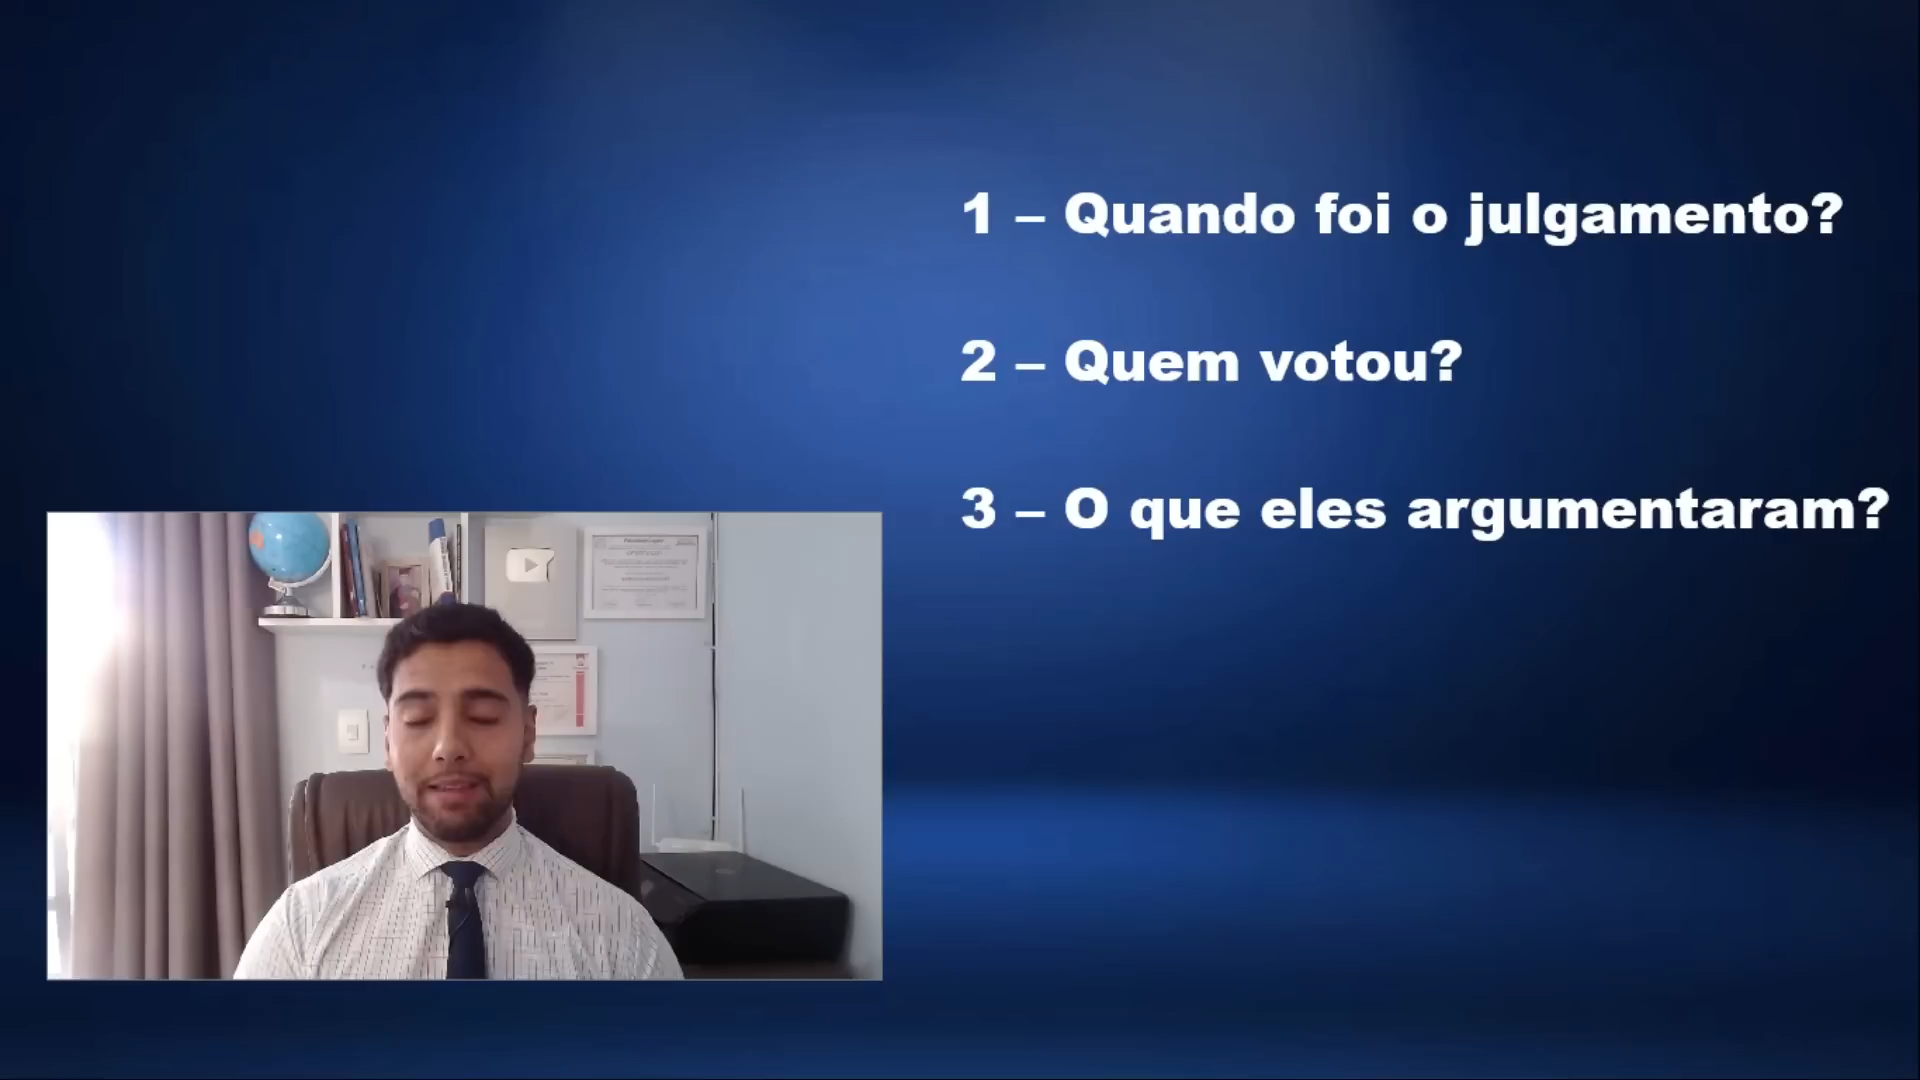 1 – Quando foi o julgamento?
2 – Quem votou?
3 – O que eles argumentaram?